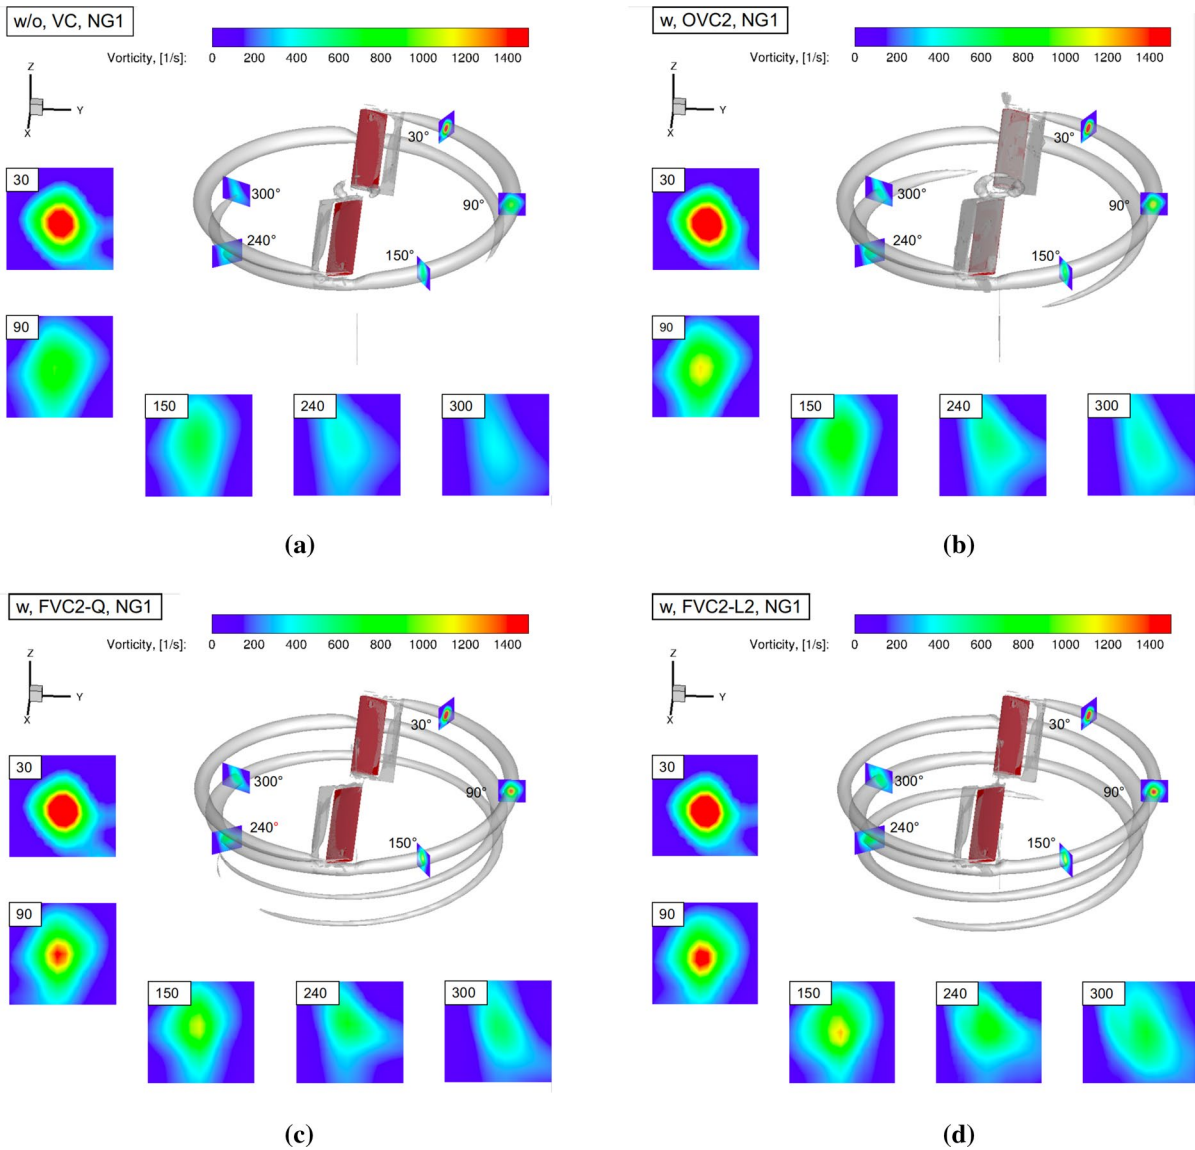 w/o, VC, NG1
Vorticity, [1/s]: 0 200 400 600 800 1000 1200 1400
Z
Y
X
30°
300°
90°
240°
150°
30
90
150 240 300
(a)
w, OVC2, NG1
Vorticity, [1/s]: 0 200 400 600 800 1000 1200 1400
Z
Y
X
30°
300°
90°
240°
150°
30
90
150 240 300
(b)
w, FVC2-Q, NG1
Vorticity, [1/s]: 0 200 400 600 800 1000 1200 1400
Z
Y
X
30°
300°
90°
240°
150°
30
90
150 240 300
(c)
w, FVC2-L2, NG1
Vorticity, [1/s]: 0 200 400 600 800 1000 1200 1400
Z
Y
X
30°
300°
90°
240°
150°
30
90
150 240 300
(d)